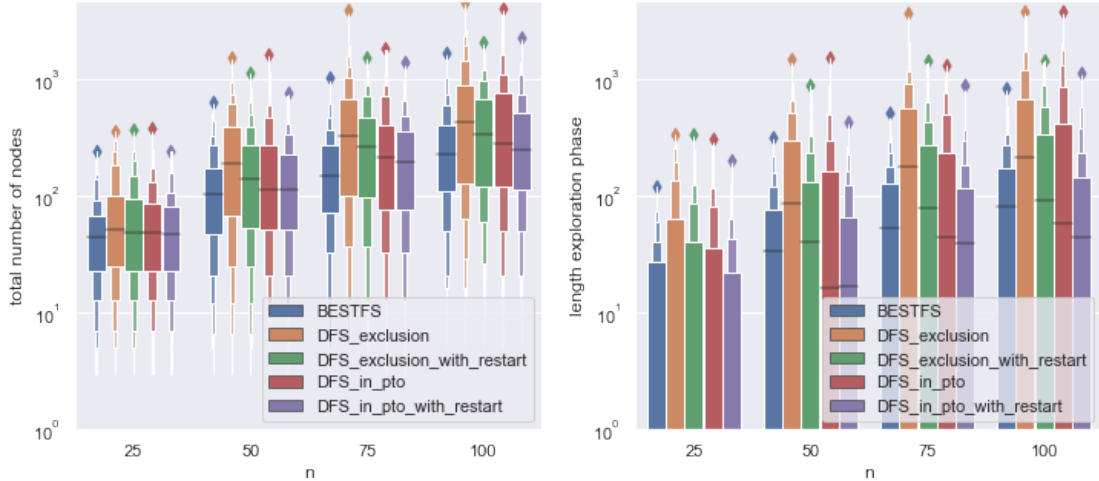 total number of nodes
10³
10²
10¹
10⁰
25
50
75
100
n
BESTFS
DFS_exclusion
DFS_exclusion_with_restart
DFS_in_pto
DFS_in_pto_with_restart
length exploration phase
10³
10²
10¹
10⁰
25
50
75
100
n
BESTFS
DFS_exclusion
DFS_exclusion_with_restart
DFS_in_pto
DFS_in_pto_with_restart